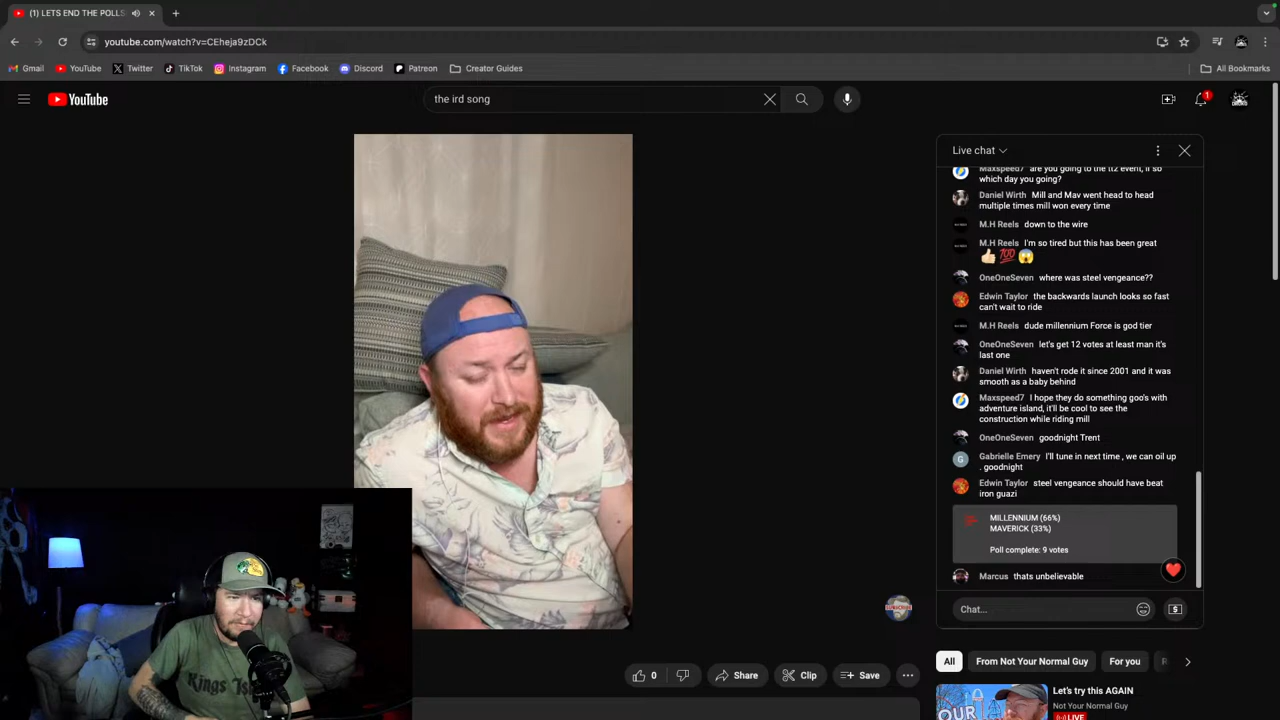 (1) LETS END THE POLLS
youtube.com/watch?v=CEheja9zDCk
Gmail
YouTube
Twitter
TikTok
Instagram
Facebook
Discord
Patreon
Creator Guides
All Bookmarks
YouTube
the ird song
1
Live chat
Maxspeed7 are you going to the tt2 event, if so
which day you going?
Daniel Wirth Mill and Mav went head to head
multiple times mill won every time
M.H Reels down to the wire
M.H Reels I'm so tired but this has been great
👍💯😱
OneOneSeven where was steel vengeance??
Edwin Taylor the backwards launch looks so fast
can't wait to ride
M.H Reels dude millennium Force is god tier
OneOneSeven let's get 12 votes at least man it's
last one
Daniel Wirth haven't rode it since 2001 and it was
smooth as a baby behind
Maxspeed7 I hope they do something goo's with
adventure island, it'll be cool to see the
construction while riding mill
OneOneSeven goodnight Trent
G
Gabrielle Emery I'll tune in next time , we can oil up
. goodnight
Edwin Taylor steel vengeance should have beat
iron guazi
MILLENNIUM (66%)
MAVERICK (33%)
Poll complete: 9 votes
Marcus thats unbelievable
Chat...
SUBSCRIBE
0
Share
Clip
Save
All
From Not Your Normal Guy
For you
Let's try this AGAIN
Not Your Normal Guy
LIVE
OUR
Kings Isl